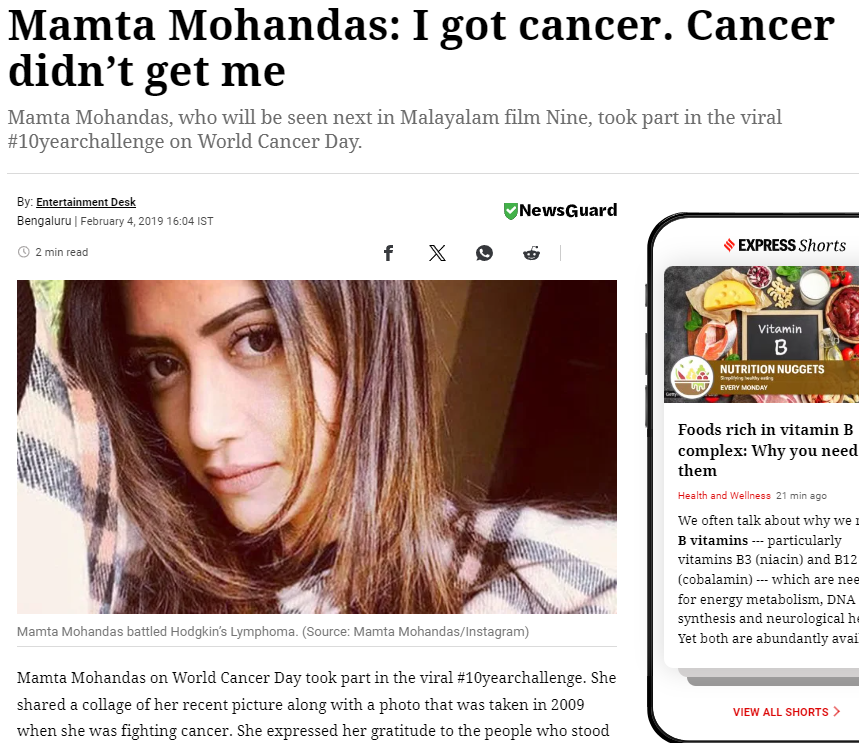 Mamta Mohandas: I got cancer. Cancer
didn’t get me
Mamta Mohandas, who will be seen next in Malayalam film Nine, took part in the viral
#10yearchallenge on World Cancer Day.
By: Entertainment Desk
Bengaluru | February 4, 2019 16:04 IST
NewsGuard
2 min read
Mamta Mohandas battled Hodgkin’s Lymphoma. (Source: Mamta Mohandas/Instagram)
Mamta Mohandas on World Cancer Day took part in the viral #10yearchallenge. She
shared a collage of her recent picture along with a photo that was taken in 2009
when she was fighting cancer. She expressed her gratitude to the people who stood
EXPRESS Shorts
Vitamin
B
NUTRITION NUGGETS
Simplifying healthy eating
EVERY MONDAY
Foods rich in vitamin B
complex: Why you need
them
Health and Wellness 21 min ago
We often talk about why we
B vitamins --- particularly
vitamins B3 (niacin) and B12
(cobalamin) --- which are
for energy metabolism, DNA
synthesis and neurological
Yet both are abundantly
VIEW ALL SHORTS